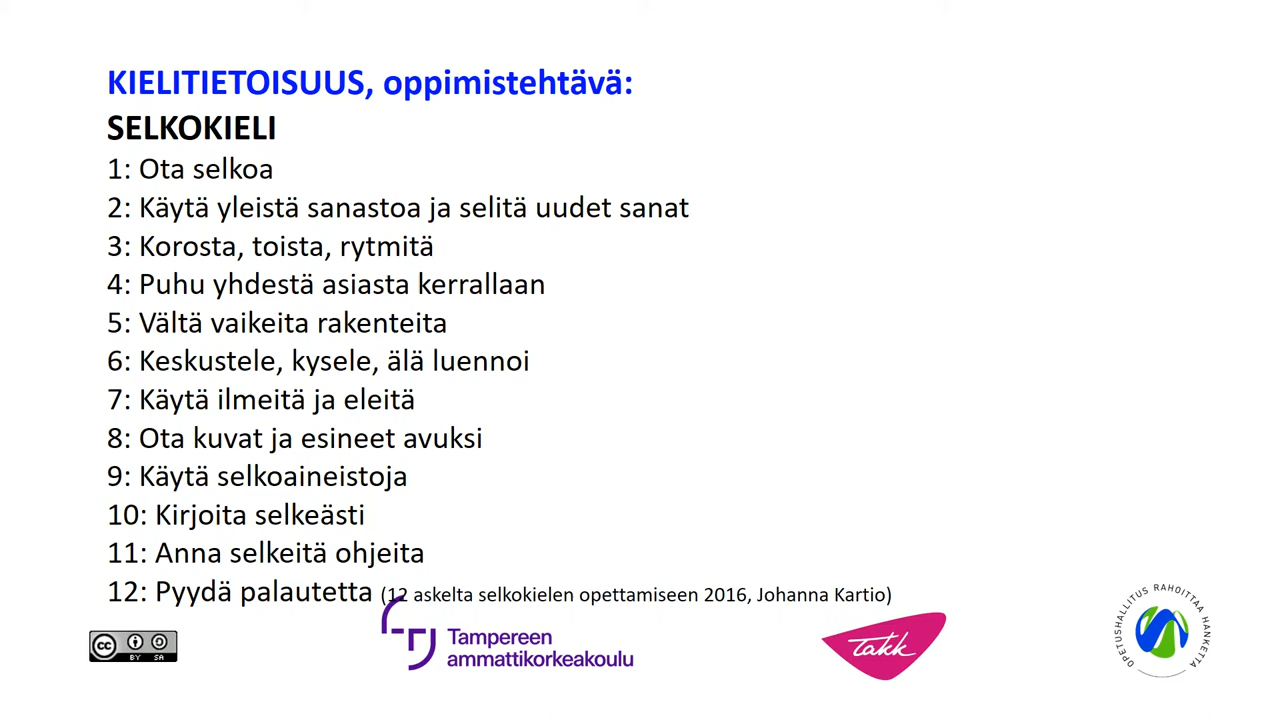 KIELITIETOISUUS, oppimistehtävä:
SELKOKIELI
1: Ota selkoa
2: Käytä yleistä sanastoa ja selitä uudet sanat
3: Korosta, toista, rytmitä
4: Puhu yhdestä asiasta kerrallaan
5: Vältä vaikeita rakenteita
6: Keskustele, kysele, älä luennoi
7: Käytä ilmeitä ja eleitä
8: Ota kuvat ja esineet avuksi
9: Käytä selkoaineistoja
10: Kirjoita selkeästi
11: Anna selkeitä ohjeita
12: Pyydä palautetta (12 askelta selkokielen opettamiseen 2016, Johanna Kartio)
cc BY SA
Tampereen
ammattikorkeakoulu
takk
OPETUSHALLITUS RAHOITTAA HANKETTA